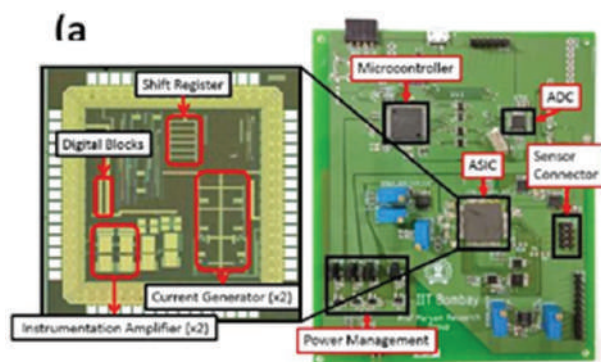 (a
Shift Register
Microcontroller
ADC
Digital Blocks
ASIC
Sensor
Connector
Current Generator (x2)
IIT Bombay
Instrumentation Amplifier (x2)
Power Management